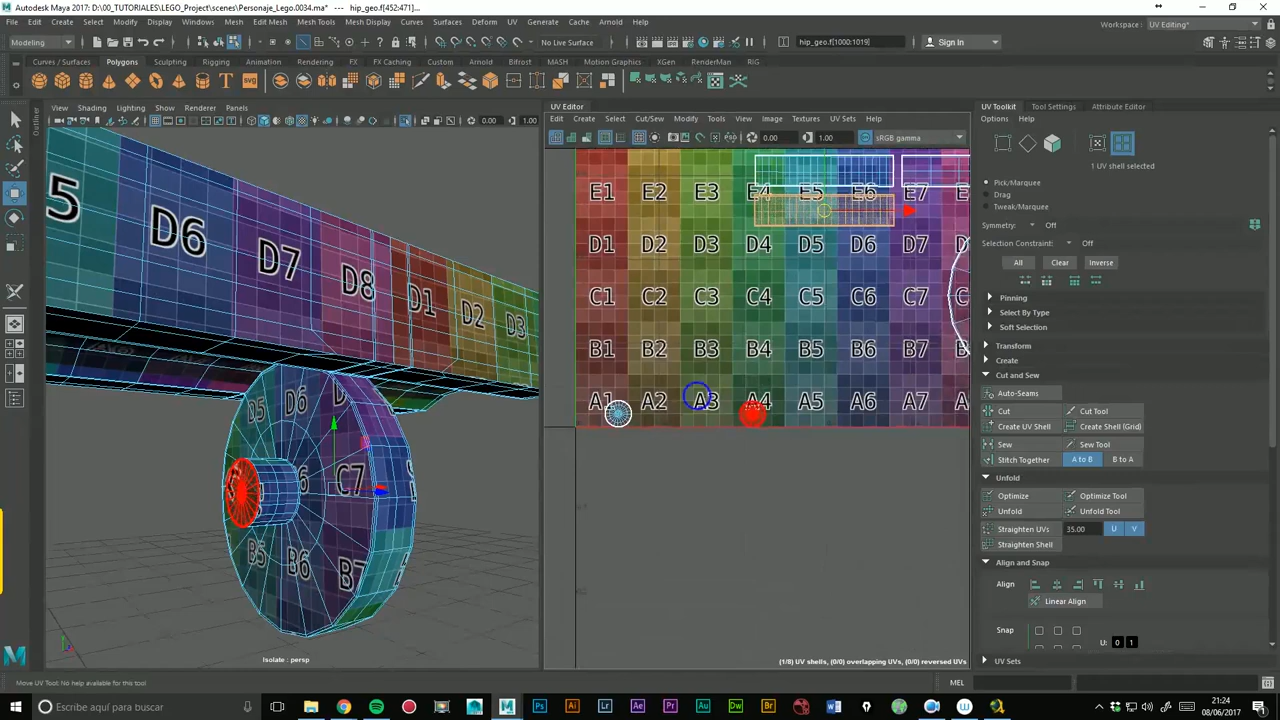 Autodesk Maya 2017: D:\00_TUTORIALES\LEGO_Project\scenes\Personaje_Lego.0034.ma* --- hip_geo.f[452:471]...
File Edit Create Select Modify Display Windows Mesh Edit Mesh Mesh Tools Mesh Display Curves Surfaces Deform UV Generate Cache Arnold Help
Workspace: UV Editing*
Modeling No Live Surface hip_geo.f[1000:1019] Sign In
Curves / Surfaces Polygons Sculpting Rigging Animation Rendering FX FX Caching Custom Arnold Bifrost MASH Motion Graphics XGen RenderMan RIG
View Shading Lighting Show Renderer Panels
0.00 1.00
UV Editor
Edit Create Select Cut/Sew Modify Tools View Image Textures UV Sets Help
0.00 1.00 sRGB gamma
UV Toolkit Tool Settings Attribute Editor
Options Help
1 UV shell selected
Pick/Marquee
Drag
Tweak/Marquee
Symmetry: Off
Selection Constraint: Off
All Clear Inverse
Pinning
Select By Type
Soft Selection
Transform
Create
Cut and Sew
Auto-Seams
Cut Cut Tool
Create UV Shell Create Shell (Grid)
Sew Sew Tool
Stitch Together A to B B to A
Unfold
Optimize Optimize Tool
Unfold Unfold Tool
Straighten UVs 35.00 U V
Straighten Shell
Align and Snap
Align
Linear Align
Snap U: 0 1
UV Sets
Outliner
5 D6 D7 D8 D1 D2 D3
D5 D6 D
6 C7
B5 B6 B7
E1 E2 E3 E4 E5 E6 E7 E
D1 D2 D3 D4 D5 D6 D7 D
C1 C2 C3 C4 C5 C6 C7 C
B1 B2 B3 B4 B5 B6 B7 B
A1 A2 A3 A4 A5 A6 A7 A
Isolate : persp
(1/8) UV shells, (0/0) overlapping UVs, (0/0) reversed UVs
Move UV Tool: No help available for this tool
MEL
Escribe aquí para buscar
21:24
08/06/2017